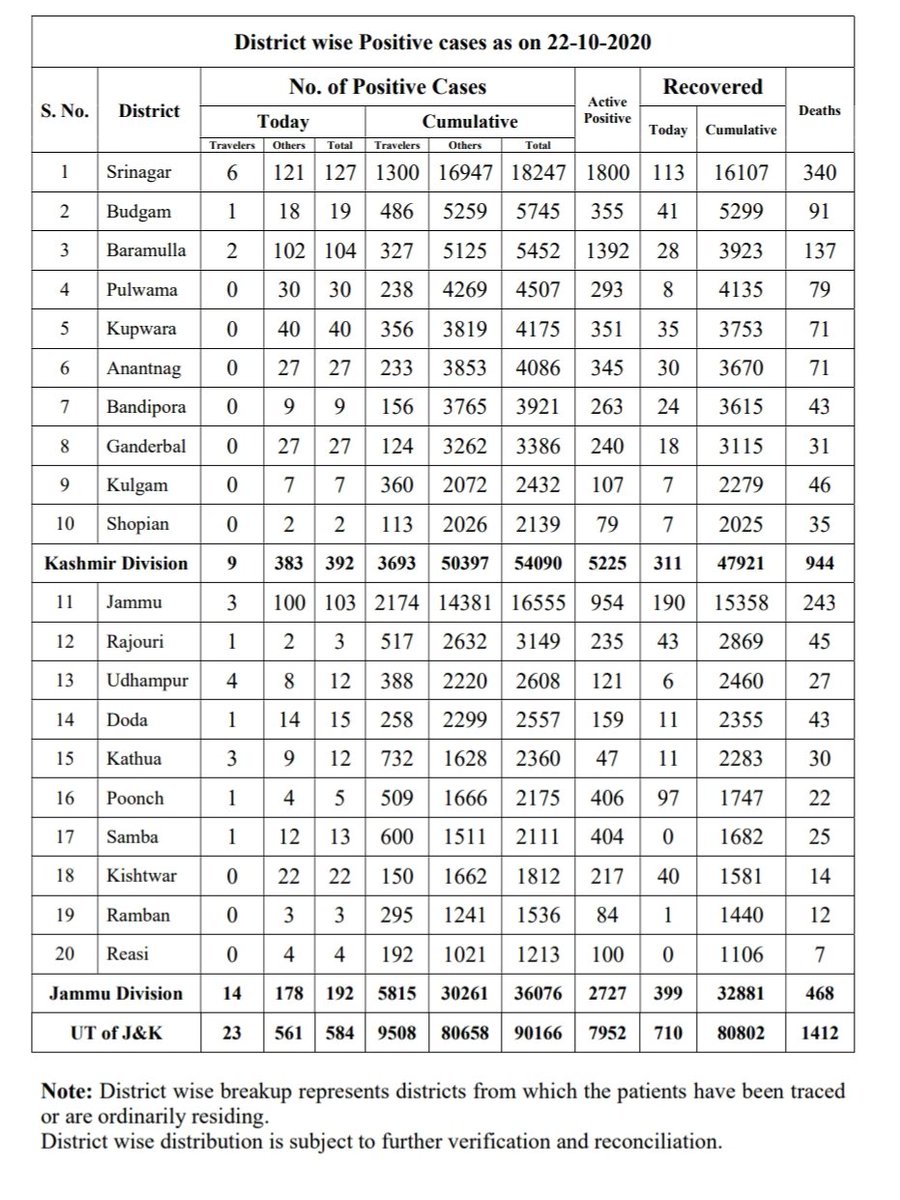 District wise Positive cases as on 22-10-2020
S. No. District No. of Positive Cases Active Positive Recovered Deaths
Today Cumulative Today Cumulative
Travelers Others Total Travelers Others Total
1 Srinagar 6 121 127 1300 16947 18247 1800 113 16107 340
2 Budgam 1 18 19 486 5259 5745 355 41 5299 91
3 Baramulla 2 102 104 327 5125 5452 1392 28 3923 137
4 Pulwama 0 30 30 238 4269 4507 293 8 4135 79
5 Kupwara 0 40 40 356 3819 4175 351 35 3753 71
6 Anantnag 0 27 27 233 3853 4086 345 30 3670 71
7 Bandipora 0 9 9 156 3765 3921 263 24 3615 43
8 Ganderbal 0 27 27 124 3262 3386 240 18 3115 31
9 Kulgam 0 7 7 360 2072 2432 107 7 2279 46
10 Shopian 0 2 2 113 2026 2139 79 7 2025 35
Kashmir Division 9 383 392 3693 50397 54090 5225 311 47921 944
11 Jammu 3 100 103 2174 14381 16555 954 190 15358 243
12 Rajouri 1 2 3 517 2632 3149 235 43 2869 45
13 Udhampur 4 8 12 388 2220 2608 121 6 2460 27
14 Doda 1 14 15 258 2299 2557 159 11 2355 43
15 Kathua 3 9 12 732 1628 2360 47 11 2283 30
16 Poonch 1 4 5 509 1666 2175 406 97 1747 22
17 Samba 1 12 13 600 1511 2111 404 0 1682 25
18 Kishtwar 0 22 22 150 1662 1812 217 40 1581 14
19 Ramban 0 3 3 295 1241 1536 84 1 1440 12
20 Reasi 0 4 4 192 1021 1213 100 0 1106 7
Jammu Division 14 178 192 5815 30261 36076 2727 399 32881 468
UT of J&K 23 561 584 9508 80658 90166 7952 710 80802 1412
Note: District wise breakup represents districts from which the patients have been traced
or are ordinarily residing.
District wise distribution is subject to further verification and reconciliation.